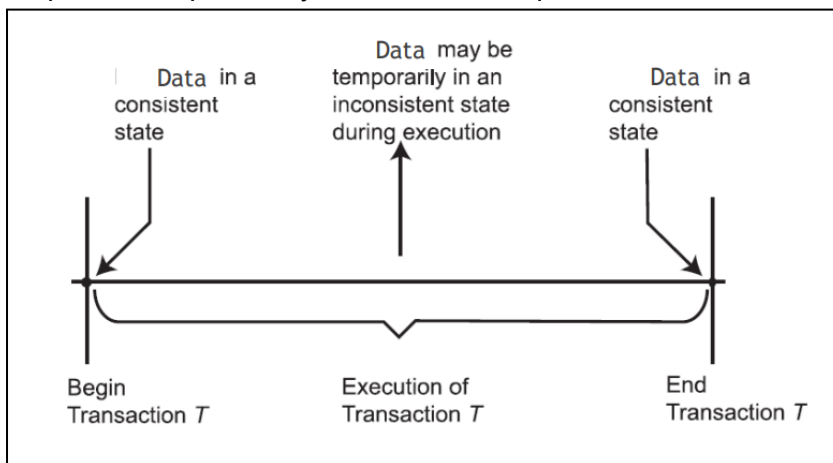 Data in a
consistent
state
Data may be
temporarily in an
inconsistent state
during execution
Data in a
consistent
state
Begin
Transaction T
Execution of
Transaction T
End
Transaction T